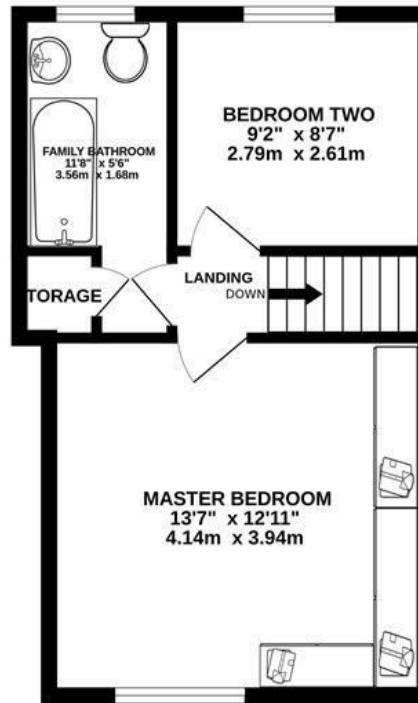 BEDROOM TWO
9'2" x 8'7"
2.79m x 2.61m
FAMILY BATHROOM
11'8" x 5'6"
3.56m x 1.68m
LANDING
DOWN
TORAGE
MASTER BEDROOM
13'7" x 12'11"
4.14m x 3.94m